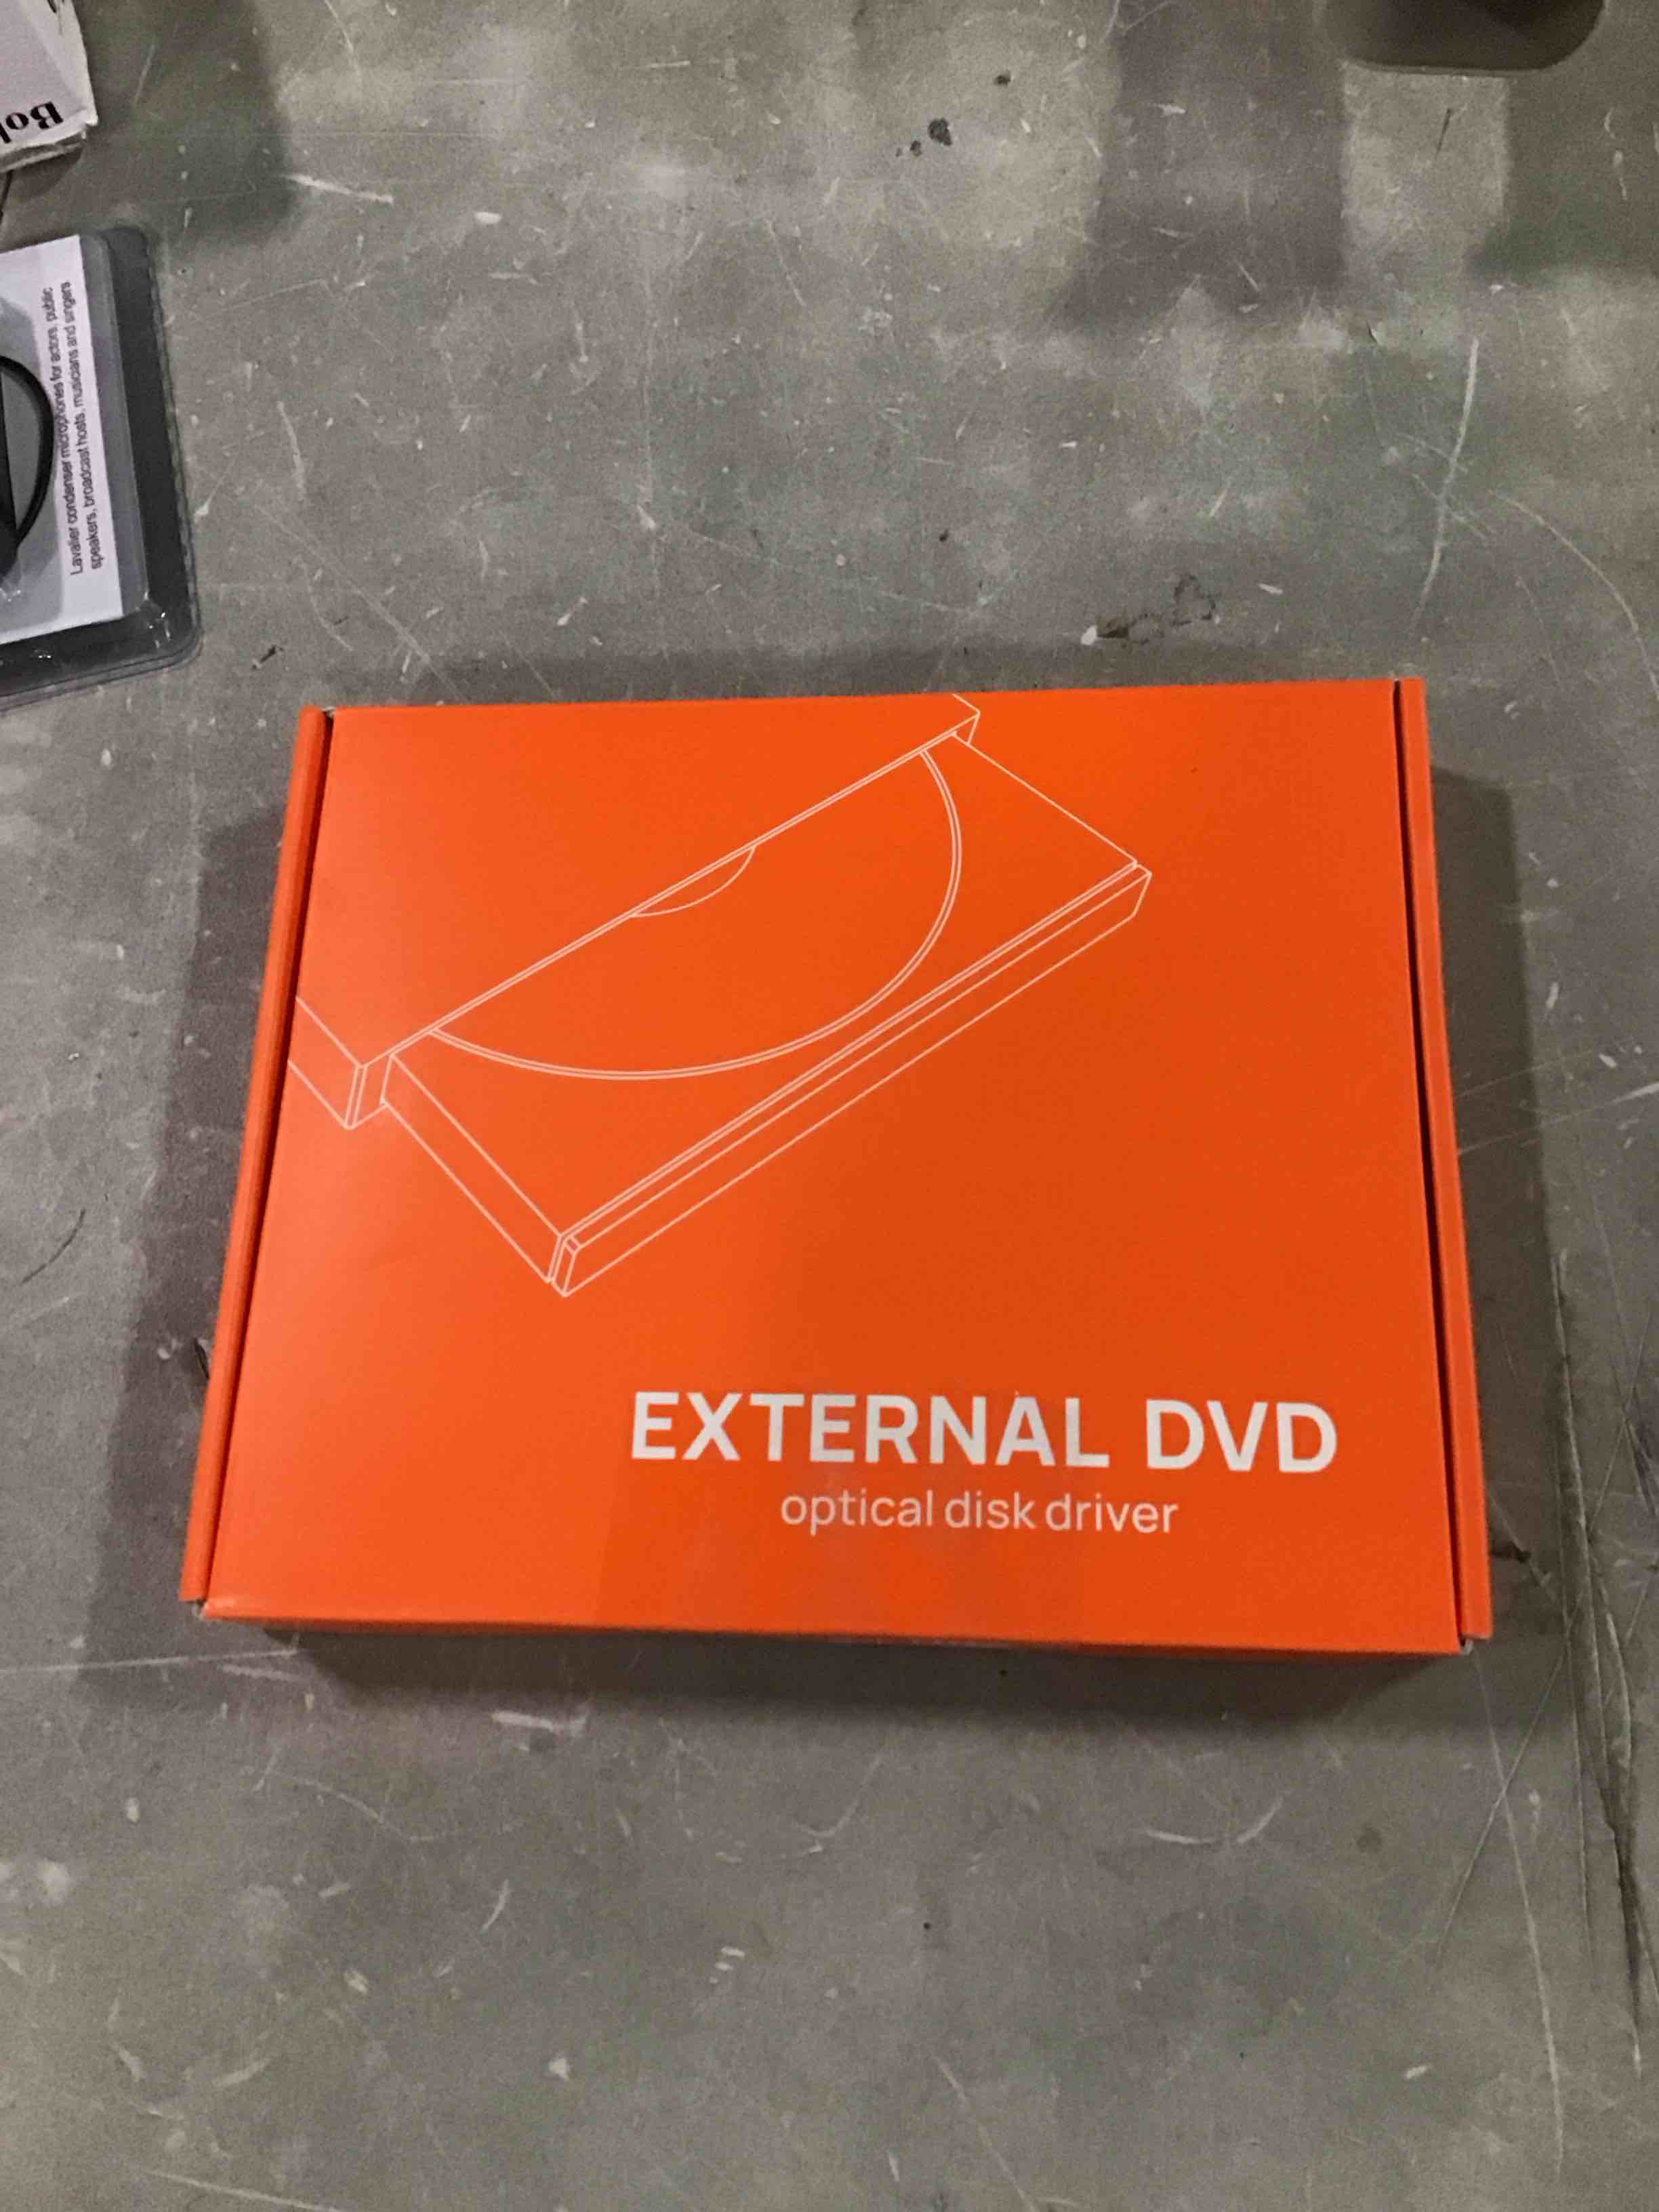 Lavalier condenser microphones for actors, public
speakers, broadcast hosts, musicians and singers
EXTERNAL DVD
optical disk driver